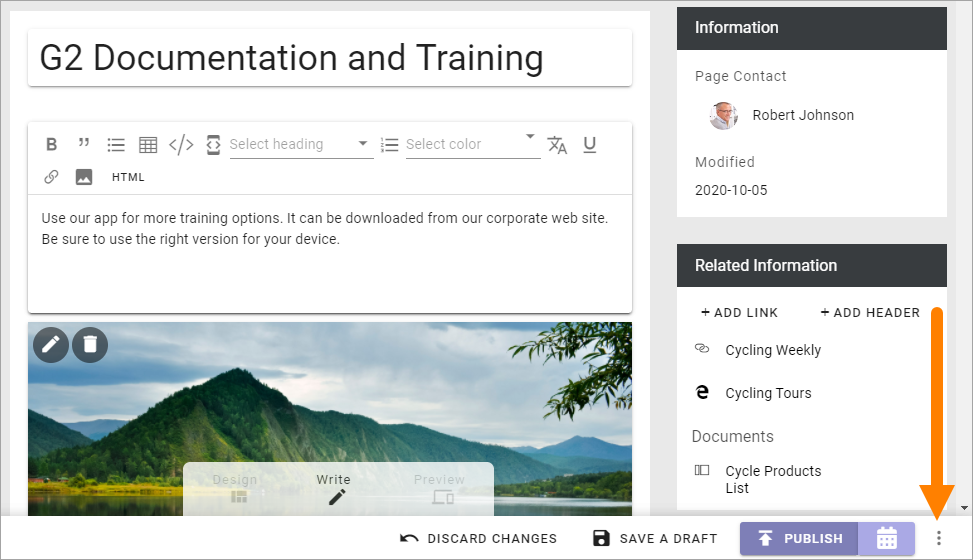 G2 Documentation and Training
B
Select heading
Select color
U
HTML
Use our app for more training options. It can be downloaded from our corporate web site.
Be sure to use the right version for your device.
Design
Write
Preview
Information
Page Contact
Robert Johnson
Modified
2020-10-05
Related Information
+ ADD LINK
+ ADD HEADER
Cycling Weekly
Cycling Tours
Documents
Cycle Products
List
DISCARD CHANGES
SAVE A DRAFT
PUBLISH